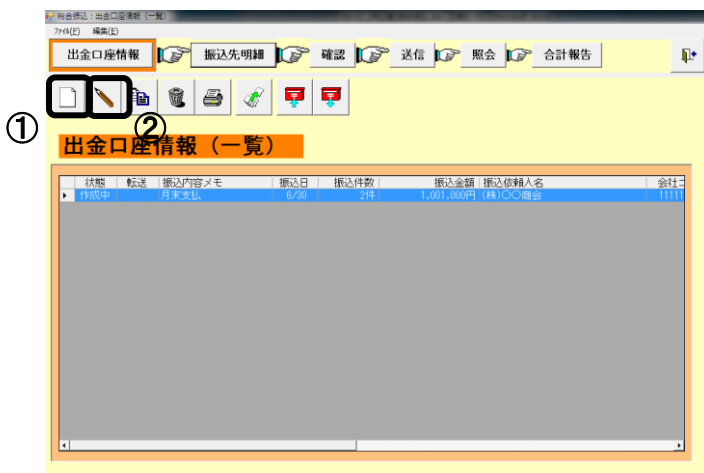 総合振込:出金口座情報(一覧)
ファイル(F) 編集(E)
出金口座情報 振込先明細 確認 送信 照会 合計報告
① ②
出金口座情報(一覧)
状態 転送 振込内容メモ 振込日 振込件数 振込金額 振込依頼人名 会社コ
作成中 月末支払 6/30 2件 1,001,000円 (株)〇〇商会 11111